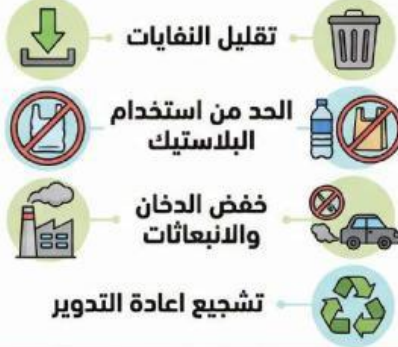 تقليل النفايات
الحد من استخدام
البلاستيك
خفض الدخان
والانبعاثات
تشجيع اعادة التدوير